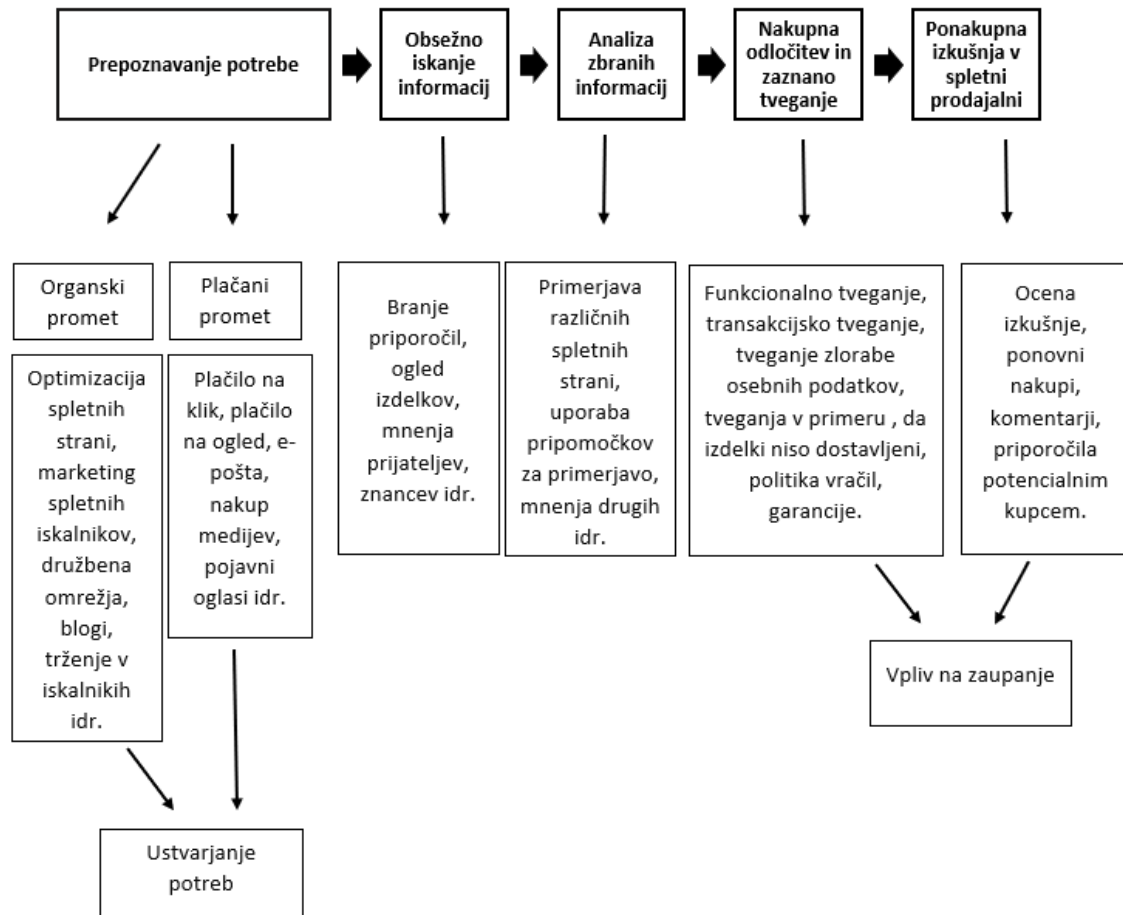 Prepoznavanje potrebe
Obsežno
iskanje
informacij
Analiza
zbranih
informacij
Nakupna
odločitev in
zaznano
tveganje
Ponakupna
izkušnja v
spletni
prodajalni
Organski
promet
Plačani
promet
Optimizacija
spletnih
strani,
marketing
spletnih
iskalnikov,
družbena
omrežja,
blogi,
trženje v
iskalnikih
idr.
Plačilo na
klik, plačilo
na ogled, e-
pošta,
nakup
medijev,
pojavni
oglasi idr.
Branje
priporočil,
ogled
izdelkov,
mnenja
prijateljev,
znancev idr.
Primerjava
različnih
spletnih
strani,
uporaba
pripomočkov
za primerjavo,
mnenja drugih
idr.
Funkcionalno tveganje,
transakcijsko tveganje,
tveganje zlorabe
osebnih podatkov,
tveganja v primeru , da
izdelki niso dostavljeni,
politika vračil,
garancije.
Ocena
izkušnje,
ponovni
nakupi,
komentarji,
priporočila
potencialnim
kupcem.
Vpliv na zaupanje
Ustvarjanje
potreb